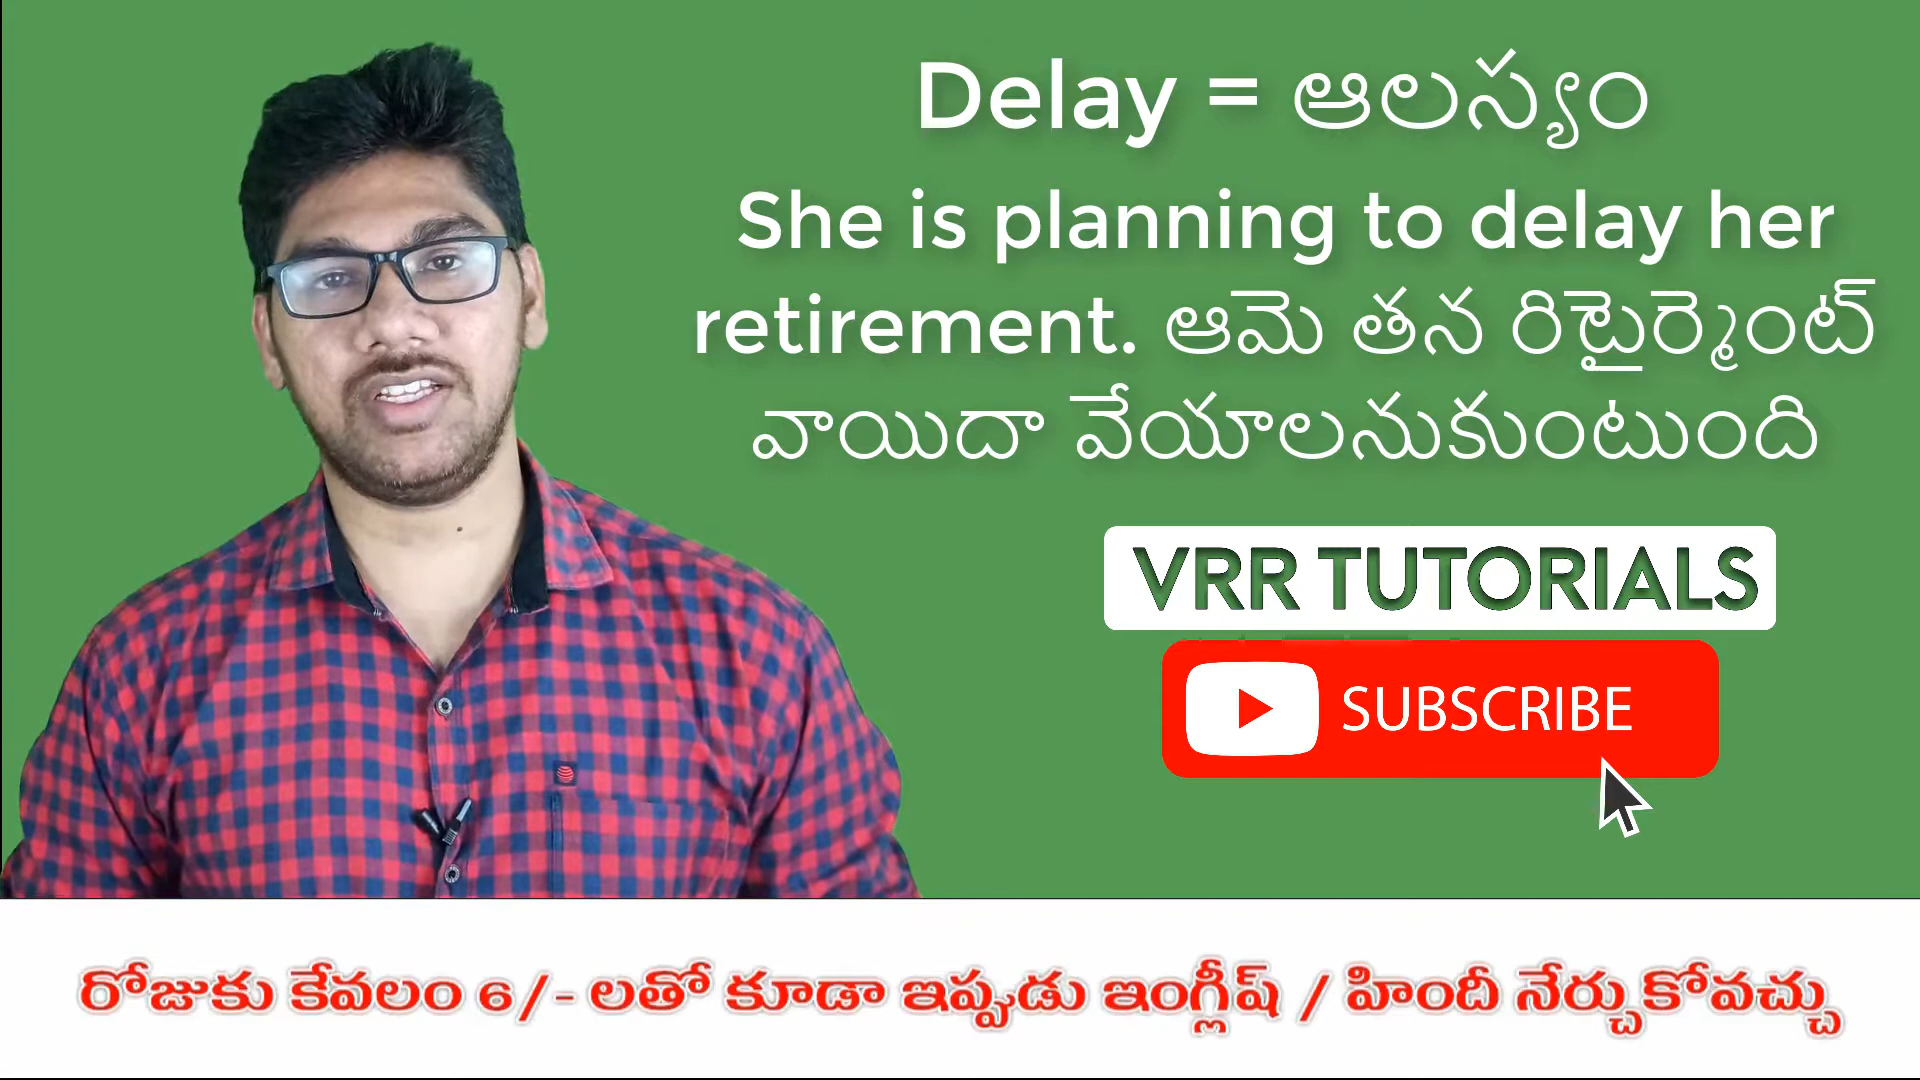 Delay = ఆలస్యం
She is planning to delay her
retirement. ఆమె తన రిటైర్మెంట్
వాయిదా వేయాలనుకుంటుంది
VRR TUTORIALS
SUBSCRIBE
రోజుకు కేవలం 6/- లతో కూడా ఇప్పుడు ఇంగ్లీష్ / హిందీ నేర్చుకోవచ్చు